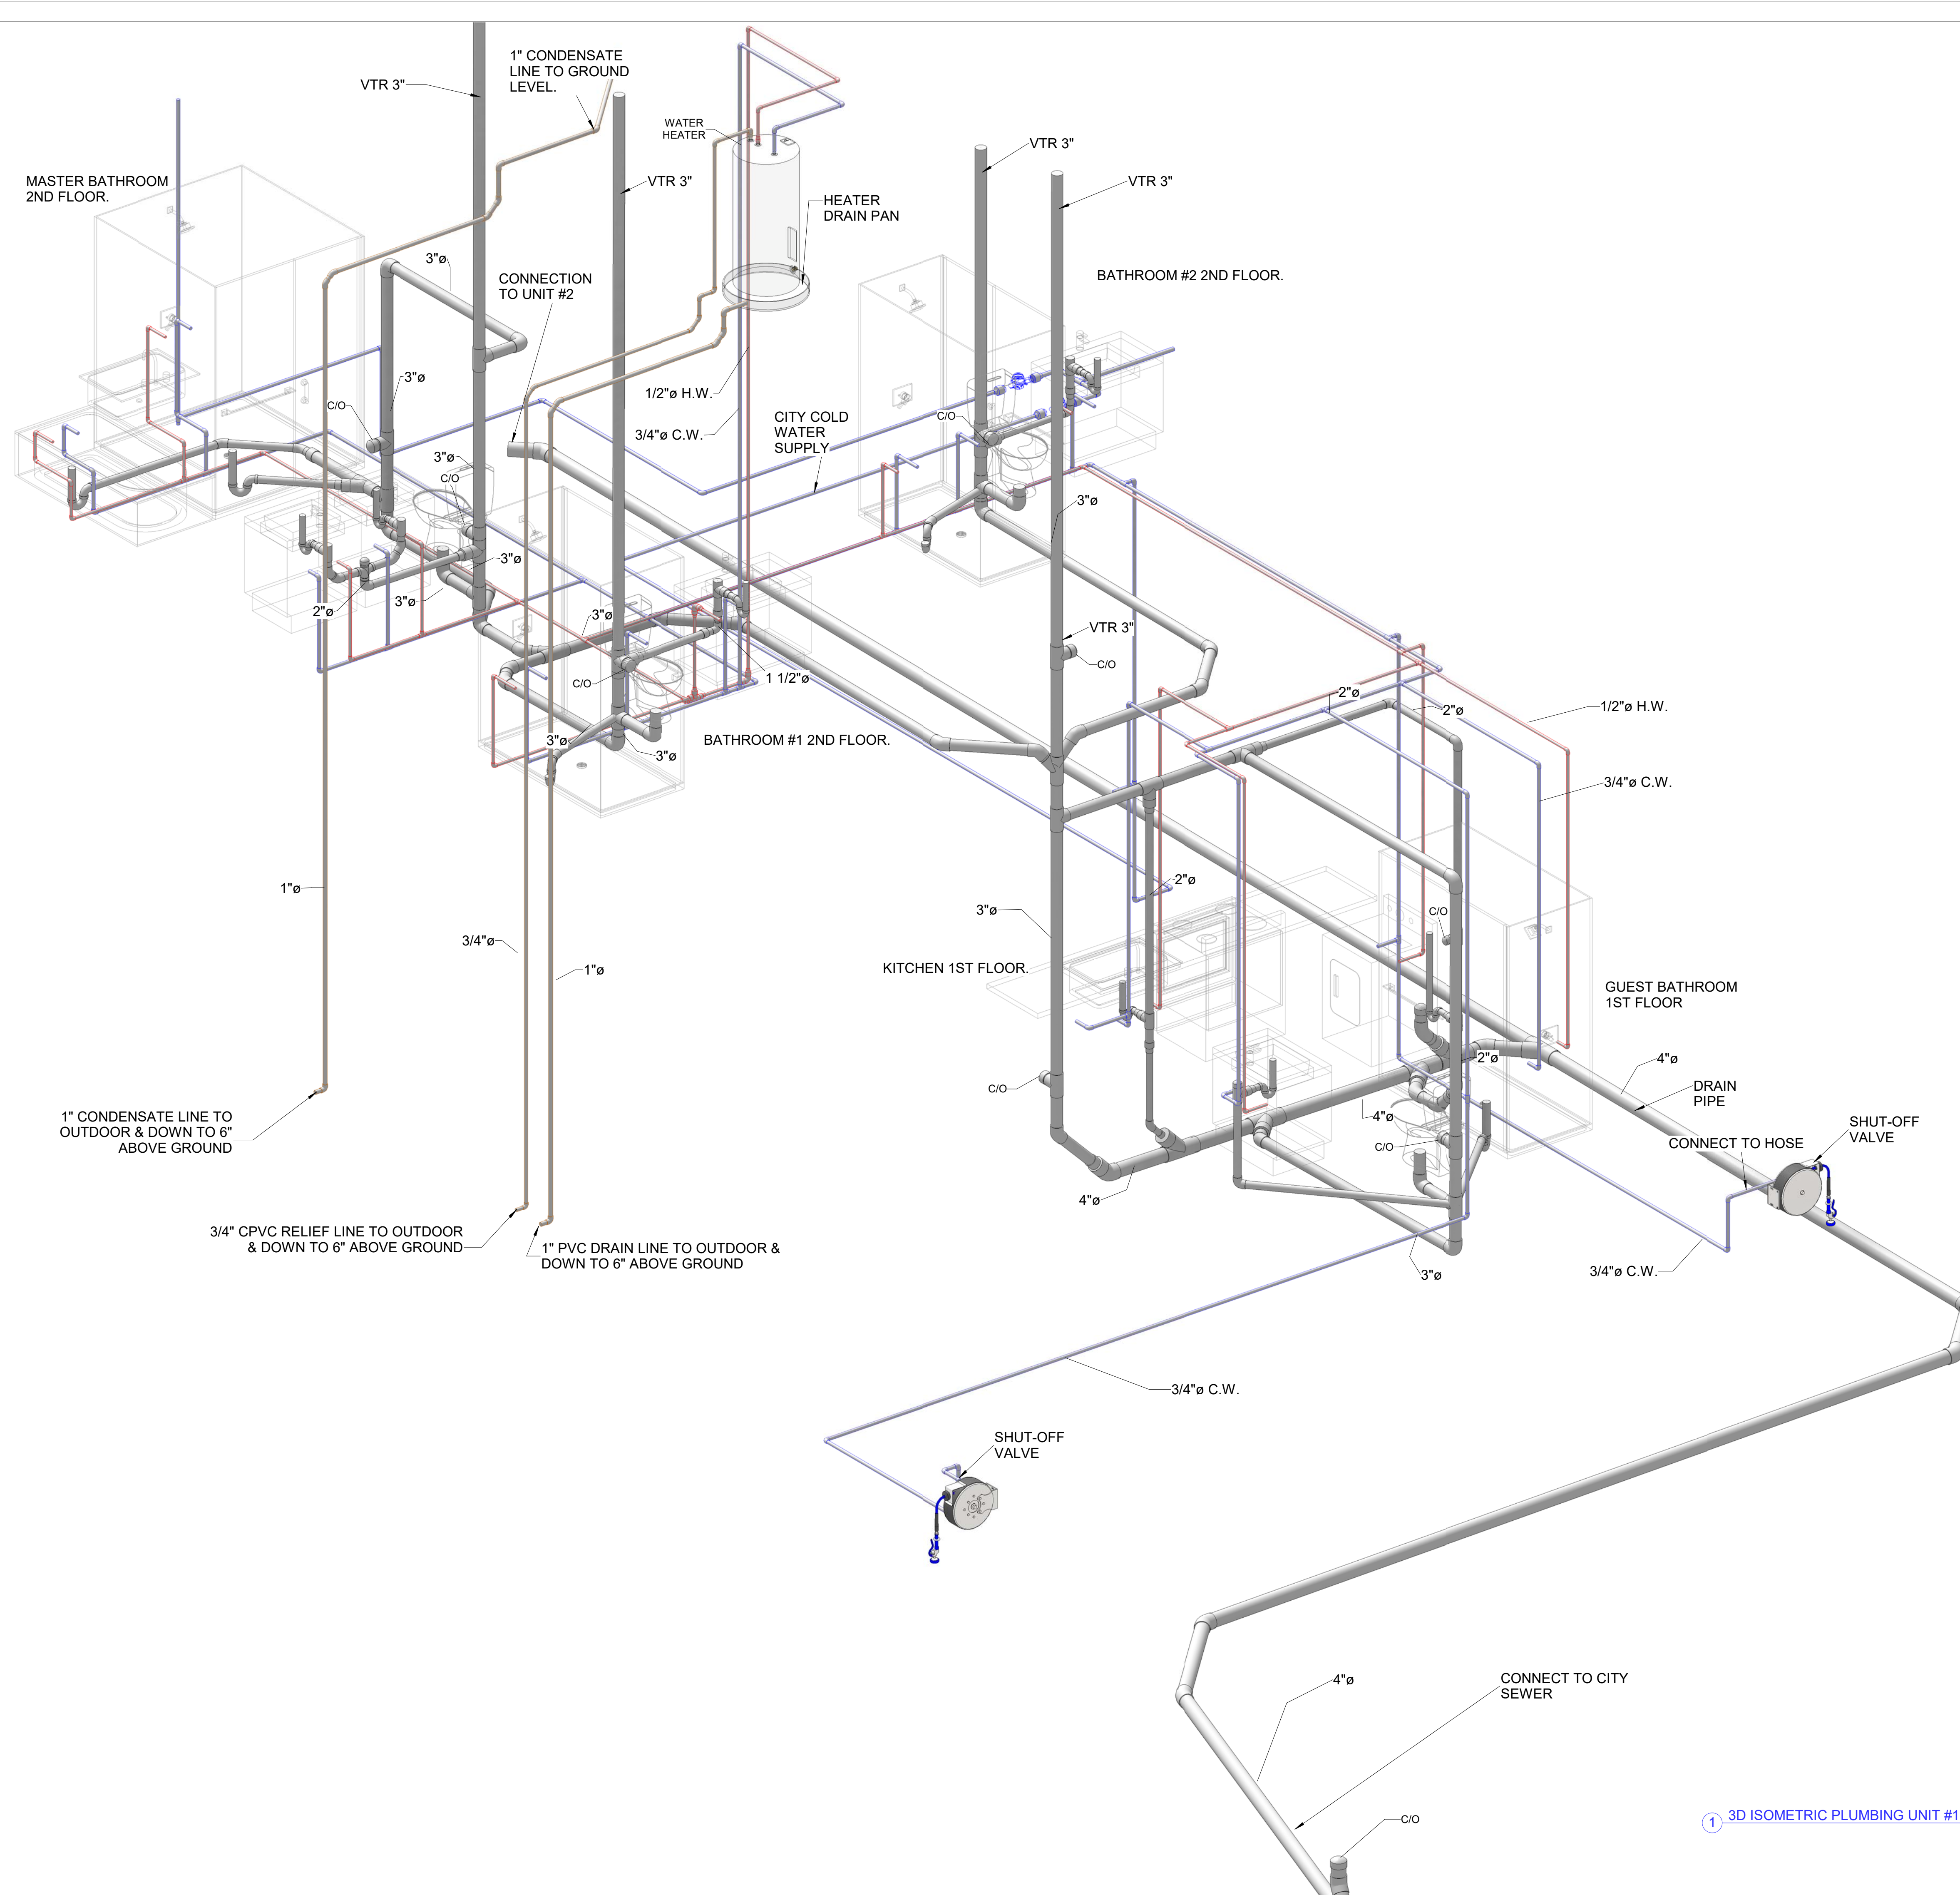 1" CONDENSATE
LINE TO GROUND
LEVEL.
VTR 3"
WATER
HEATER
VTR 3"
VTR 3"
VTR 3"
MASTER BATHROOM
2ND FLOOR.
HEATER
DRAIN PAN
3"ø
CONNECTION
TO UNIT #2
BATHROOM #2 2ND FLOOR.
3"ø
C/O
1/2"ø H.W.
3/4"ø C.W.
CITY COLD
WATER
SUPPLY
C/O
3"ø
C/O
3"ø
3"ø
3"ø
2"ø
3"ø
VTR 3"
C/O
C/O
1 1/2"ø
3"ø
3"ø
BATHROOM #1 2ND FLOOR.
2"ø
2"ø
1/2"ø H.W.
3/4"ø C.W.
1"ø
2"ø
3"ø
C/O
3/4"ø
1"ø
KITCHEN 1ST FLOOR.
GUEST BATHROOM
1ST FLOOR
2"ø
4"ø
C/O
DRAIN
PIPE
4"ø
SHUT-OFF
VALVE
1" CONDENSATE LINE TO
OUTDOOR & DOWN TO 6"
ABOVE GROUND
C/O
CONNECT TO HOSE
4"ø
3/4" CPVC RELIEF LINE TO OUTDOOR
& DOWN TO 6" ABOVE GROUND
1" PVC DRAIN LINE TO OUTDOOR &
DOWN TO 6" ABOVE GROUND
3"ø
3/4"ø C.W.
3/4"ø C.W.
SHUT-OFF
VALVE
4"ø
CONNECT TO CITY
SEWER
C/O
1 3D ISOMETRIC PLUMBING UNIT #1